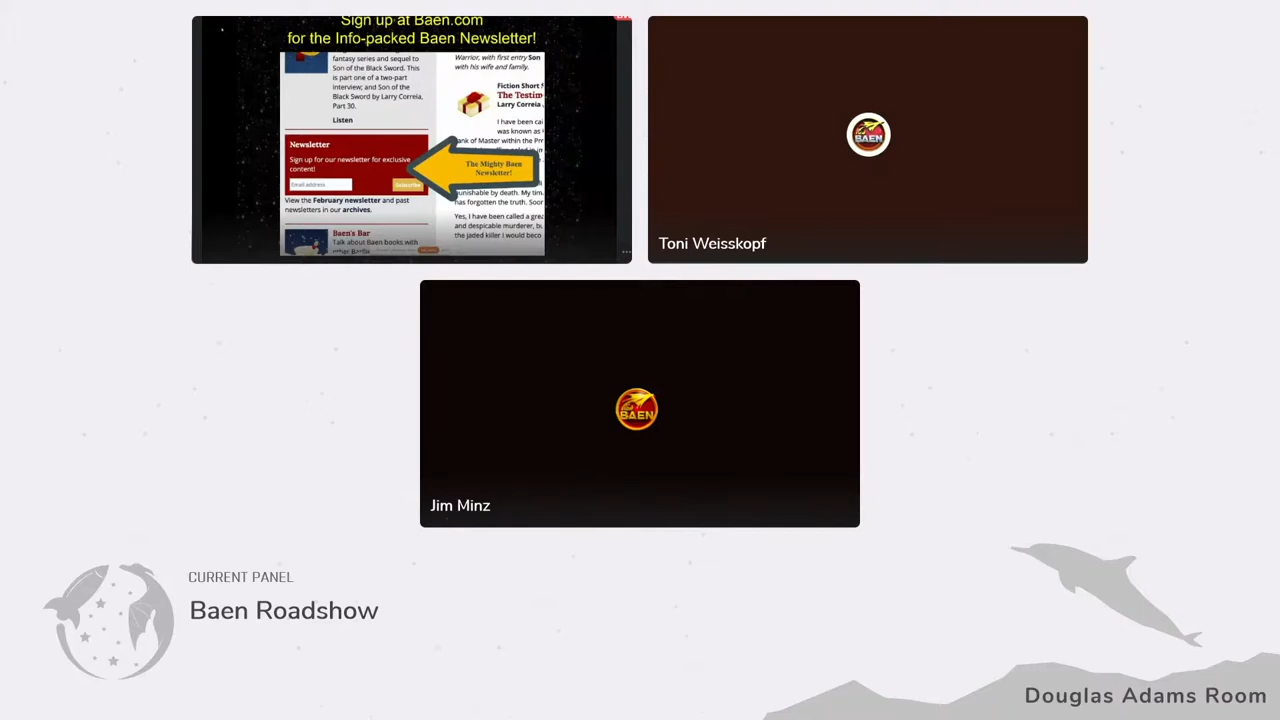 Sign up at Baen.com
for the Info-packed Baen Newsletter!
fantasy series and sequel to
Son of the Black Sword. This
is part one of a two-part
interview; and Son of the
Black Sword by Larry Correia,
Part 30.
Listen
Newsletter
Sign up for our newsletter for exclusive
content!
Email address
Subscribe
View the February newsletter and past
newsletters in our archives.
Baen's Bar
Talk about Baen books with
Warrior, with first entry Son
with his wife and family.
Fiction Short
The Testim
Larry Correia
I have been
was known as
ank of Master within the
The Mighty Baen
Newsletter!
unishable by death. My
has forgotten the truth. Soor
Yes, I have been called a grea
and despicable murderer,
the jaded killer I would beco
BAEN
Toni Weisskopf
BAEN
Jim Minz
CURRENT PANEL
Baen Roadshow
Douglas Adams Room